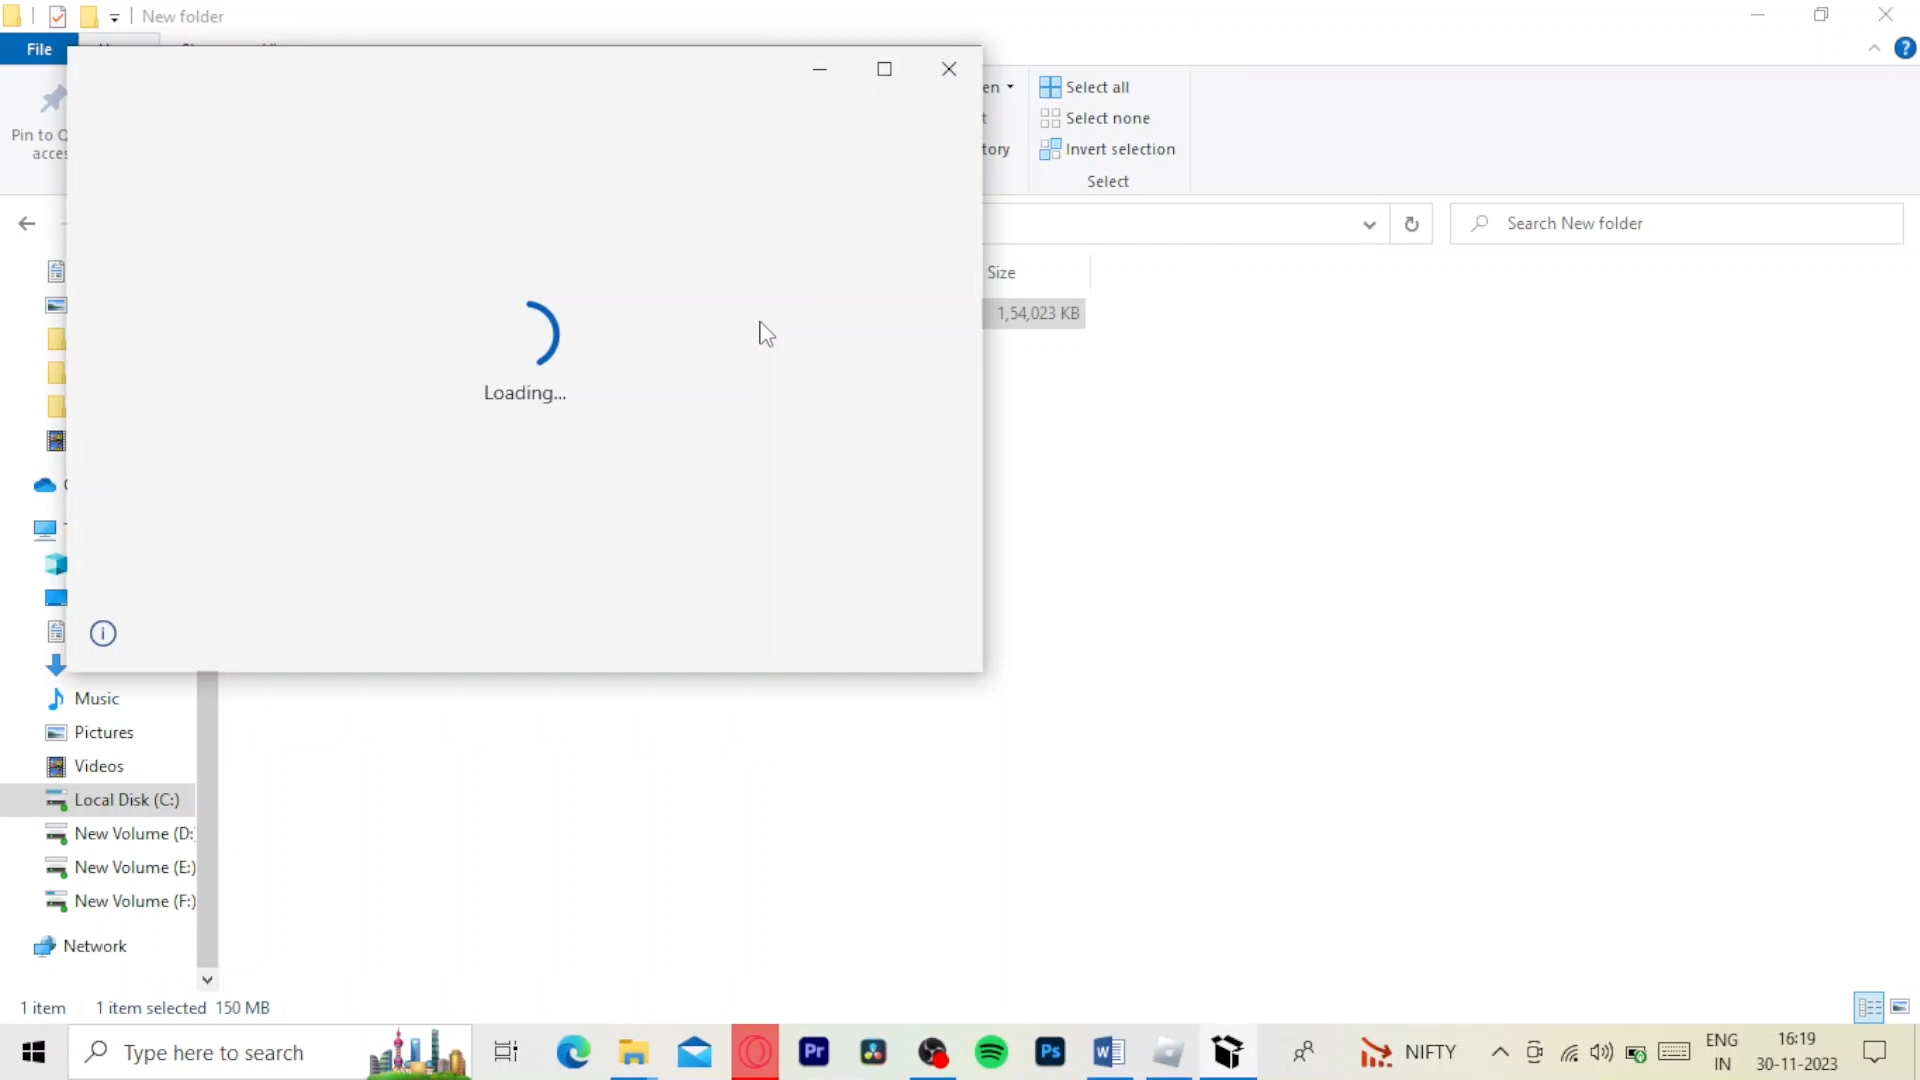 New folder
File
Pin to Q
acces
en
t
tory
Select all
Select none
Invert selection
Select
Search New folder
Size
1,54,023 KB
Loading...
Music
Pictures
Videos
Local Disk (C:)
New Volume (D:
New Volume (E:)
New Volume (F:)
Network
1 item
1 item selected 150 MB
Type here to search
Pr
Ps
NIFTY
ENG
IN
16:19
30-11-2023